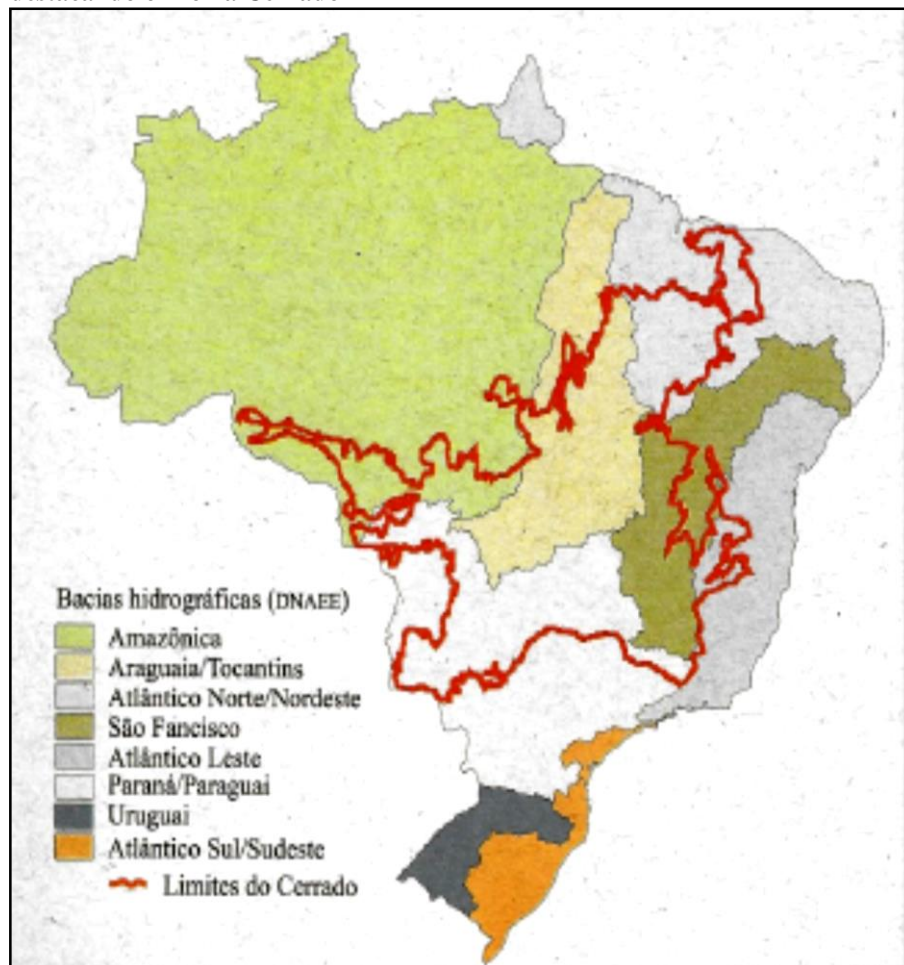 Bacias hidrográficas (DNAEE)
Amazônica
Araguaia/Tocantins
Atlântico Norte/Nordeste
São Fancisco
Atlântico Leste
Paraná/Paraguai
Uruguai
Atlântico Sul/Sudeste
Limites do Cerrado